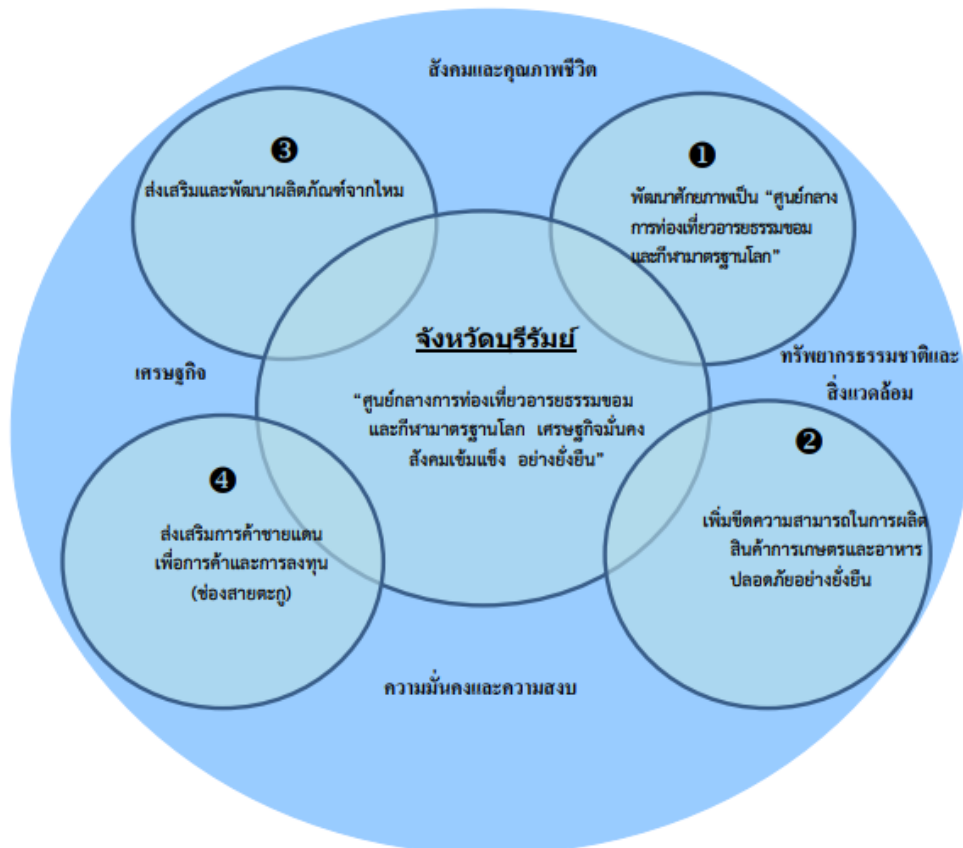 สังคมและคุณภาพชีวิต
❸
ส่งเสริมและพัฒนาผลิตภัณฑ์จากไหม
❶
พัฒนาศักยภาพเป็น “ศูนย์กลาง
การท่องเที่ยวอารยธรรมขอม
และกีฬามาตรฐานโลก”
จังหวัดบุรีรัมย์
“ศูนย์กลางการท่องเที่ยวอารยธรรมขอม
และกีฬามาตรฐานโลก เศรษฐกิจมั่นคง
สังคมเข้มแข็ง อย่างยั่งยืน”
เศรษฐกิจ
ทรัพยากรธรรมชาติและ
สิ่งแวดล้อม
❹
ส่งเสริมการค้าชายแดน
เพื่อการค้าและการลงทุน
(ช่องสายตะกู)
❷
เพิ่มขีดความสามารถในการผลิต
สินค้าการเกษตรและอาหาร
ปลอดภัยอย่างยั่งยืน
ความมั่นคงและความสงบ